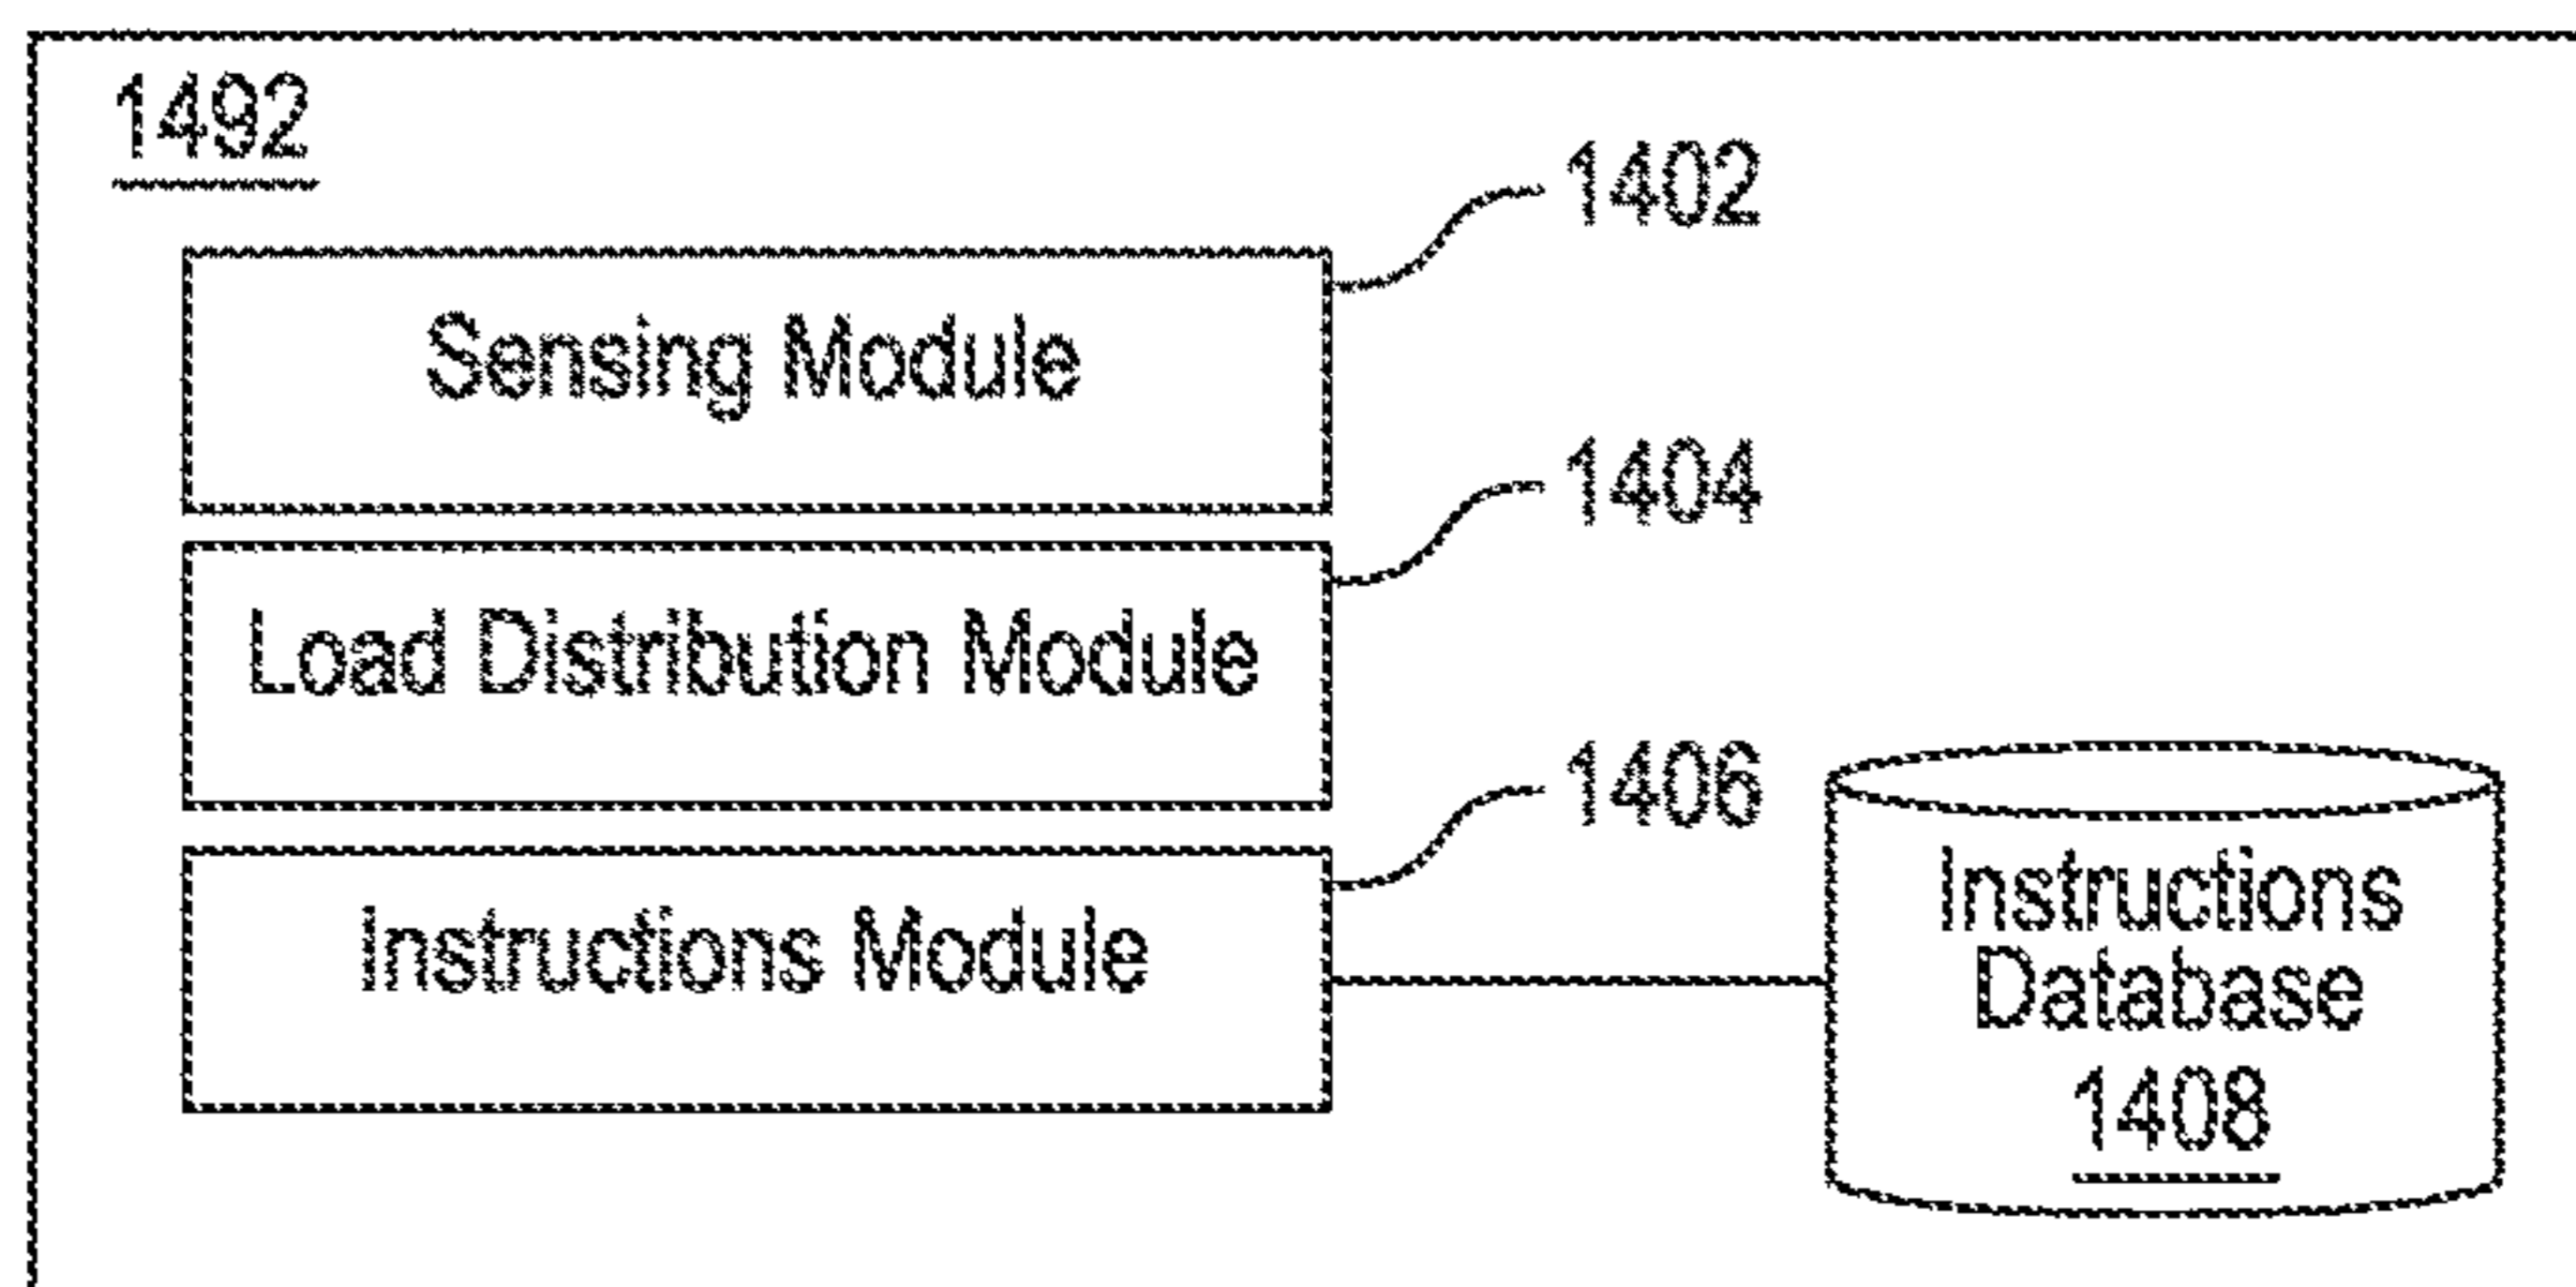 1492
1402
Sensing Module
1404
Load Distribution Module
1406
Instructions Module
Instructions
Database
1408